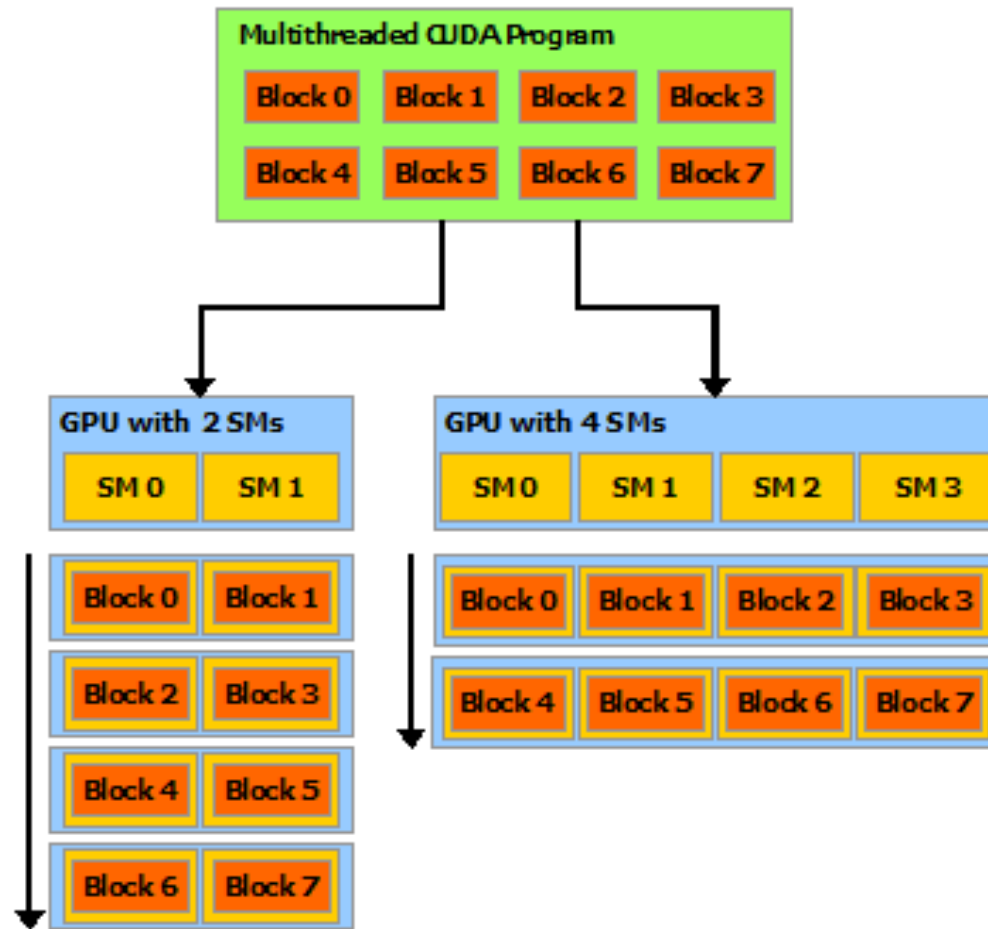 Multithreaded CUDA Program
Block 0 Block 1 Block 2 Block 3
Block 4 Block 5 Block 6 Block 7
GPU with 2 SMs
SM 0 SM 1
Block 0 Block 1
Block 2 Block 3
Block 4 Block 5
Block 6 Block 7
GPU with 4 SMs
SM 0 SM 1 SM 2 SM 3
Block 0 Block 1 Block 2 Block 3
Block 4 Block 5 Block 6 Block 7